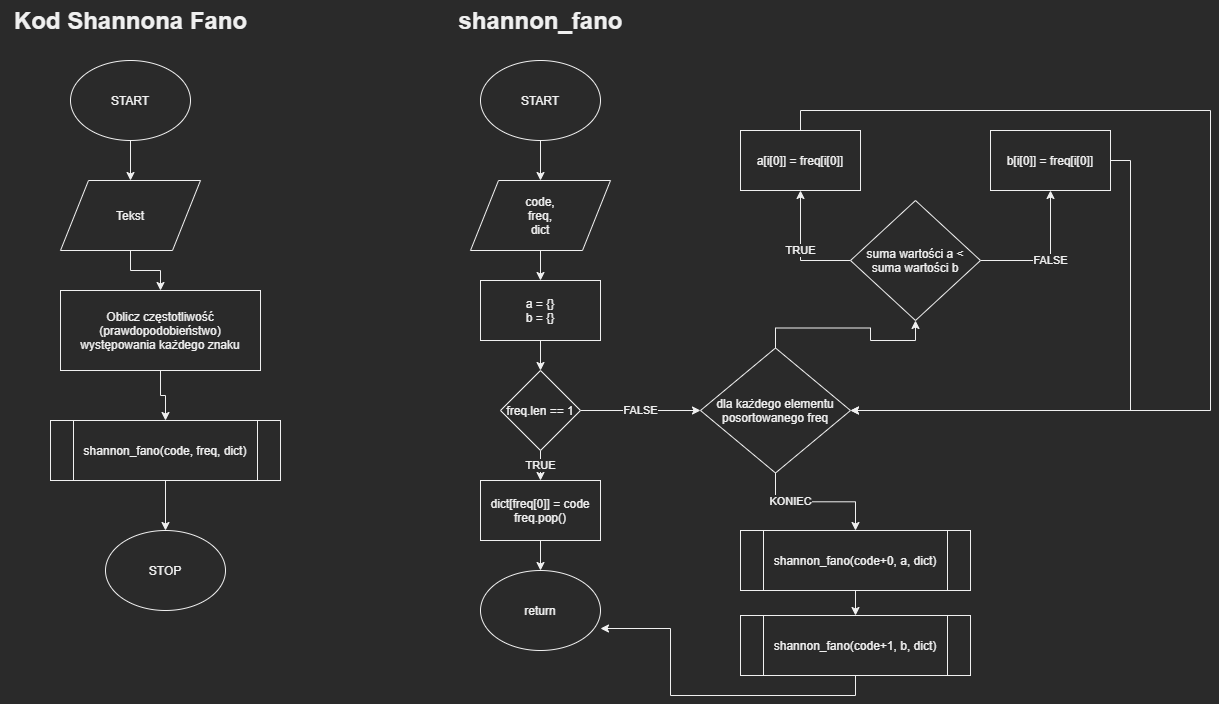 Kod Shannona Fano
START
Tekst
Oblicz częstotliwość
(prawdopodobieństwo)
występowania każdego znaku
shannon_fano(code, freq, dict)
STOP
shannon_fano
START
code,
freq,
dict
a = {}
b = {}
freq.len == 1
FALSE
TRUE
dict[freq[0]] = code
freq.pop()
return
a[i[0]] = freq[i[0]]
b[i[0]] = freq[i[0]]
TRUE
suma wartości a <
suma wartości b
FALSE
dla każdego elementu
posortowanego freq
KONIEC
shannon_fano(code+0, a, dict)
shannon_fano(code+1, b, dict)